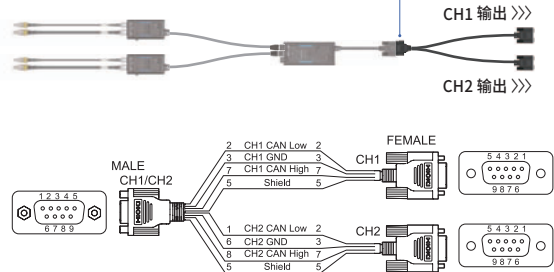 CH1 输出 》》
CH2 输出 》》
MALE
CH1/CH2
1 2 3 4 5
6 7 8 9
HIOKI
2 CH1 CAN Low 2
3 CH1 GND 3
7 CH1 CAN High 7
5 Shield 5
1 CH2 CAN Low 2
6 CH2 GND 3
8 CH2 CAN High 7
5 Shield 5
FEMALE
CH1
HIOKI
5 4 3 2 1
9 8 7 6
CH2
HIOKI
5 4 3 2 1
9 8 7 6